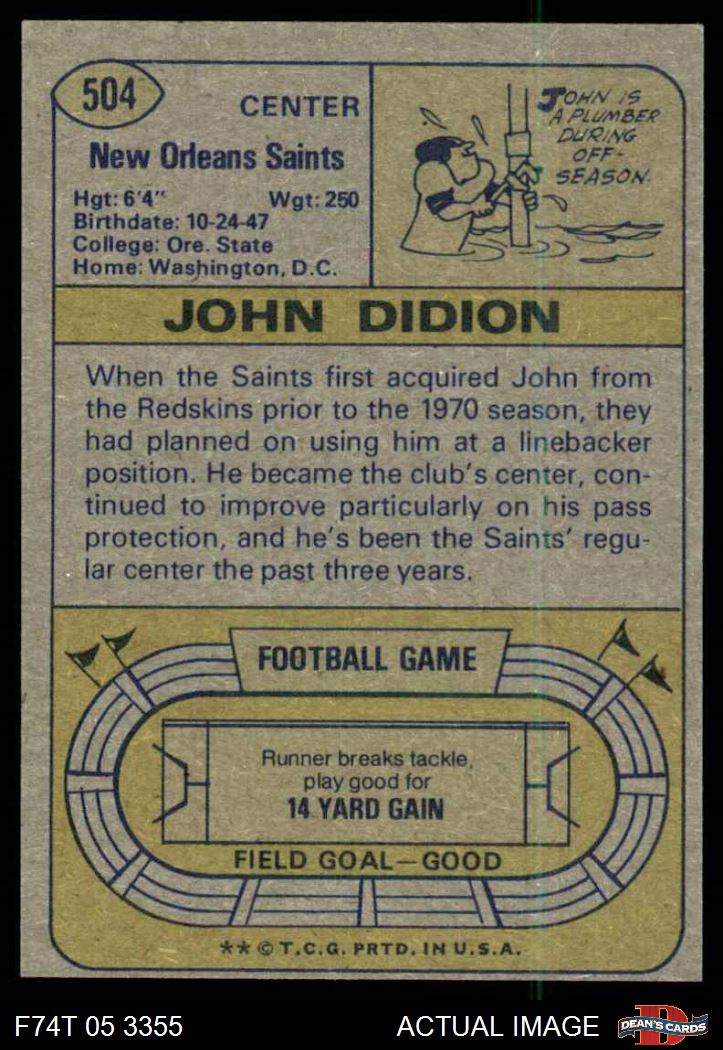 504
CENTER
New Orleans Saints
Hgt: 6'4" Wgt: 250
Birthdate: 10-24-47
College: Ore. State
Home: Washington, D.C.
JOHN IS
A PLUMBER
DURING
OFF-
SEASON.
JOHN DIDION
When the Saints first acquired John from
the Redskins prior to the 1970 season, they
had planned on using him at a linebacker
position. He became the club's center, con-
tinued to improve particularly on his pass
protection, and he's been the Saints' regu-
lar center the past three years.
FOOTBALL GAME
Runner breaks tackle,
play good for
14 YARD GAIN
FIELD GOAL—GOOD
** © T.C.G. PRTD. IN U.S.A.
F74T 05 3355 ACTUAL IMAGE
D
DEAN'S CARDS